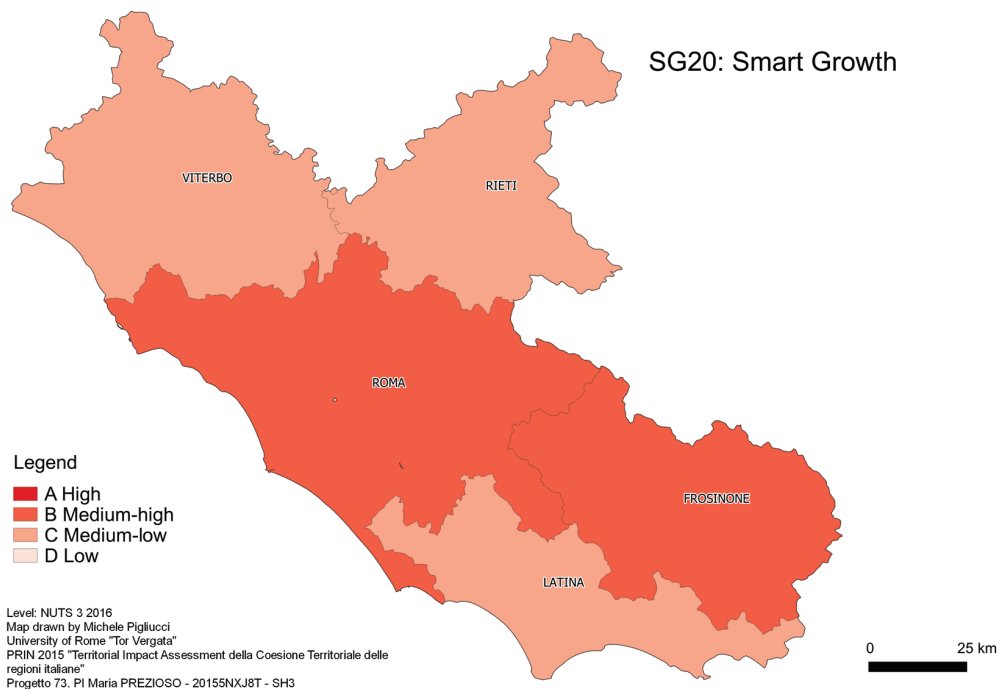 SG20: Smart Growth
VITERBO
RIETI
ROMA
FROSINONE
LATINA
Legend
A High
B Medium-high
C Medium-low
D Low
Level: NUTS 3 2016
Map drawn by Michele Pigliucci
University of Rome "Tor Vergata"
PRIN 2015 "Territorial Impact Assessment della Coesione Territoriale delle
regioni italiane"
Progetto 73. PI Maria PREZIOSO - 20155NXJ8T - SH3
0 25 km